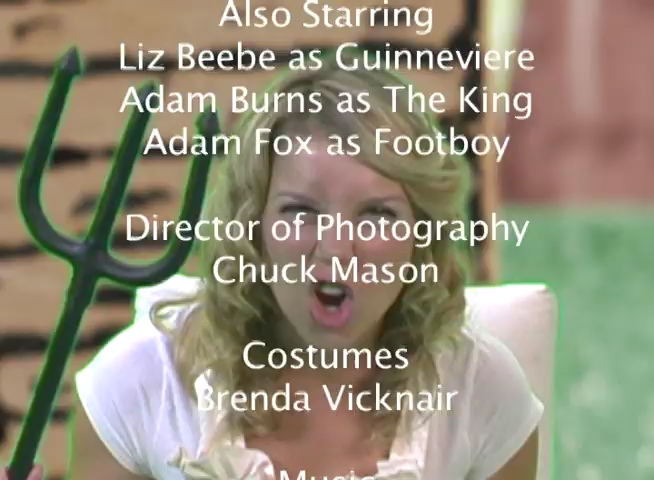 Also Starring
Liz Beebe as Guinneviere
Adam Burns as The King
Adam Fox as Footboy
Director of Photography
Chuck Mason
Costumes
Brenda Vicknair
Music